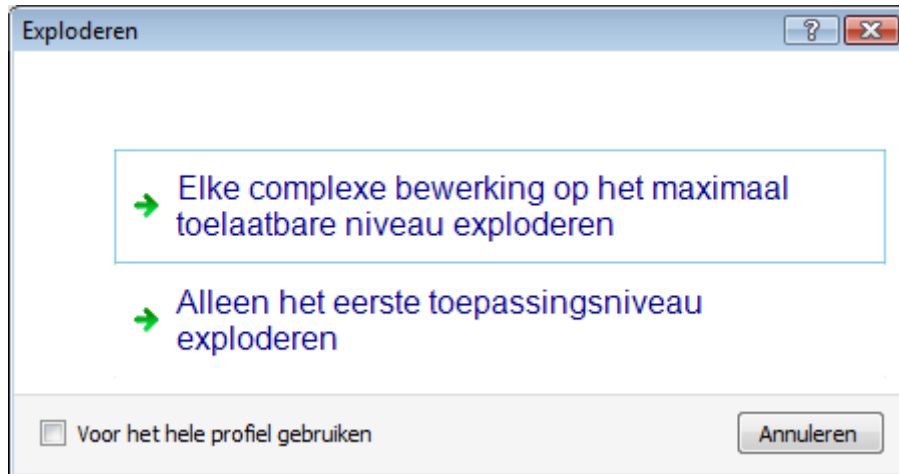 Exploderen
Elke complexe bewerking op het maximaal
toelaatbare niveau exploderen
Alleen het eerste toepassingsniveau
exploderen
Voor het hele profiel gebruiken
Annuleren